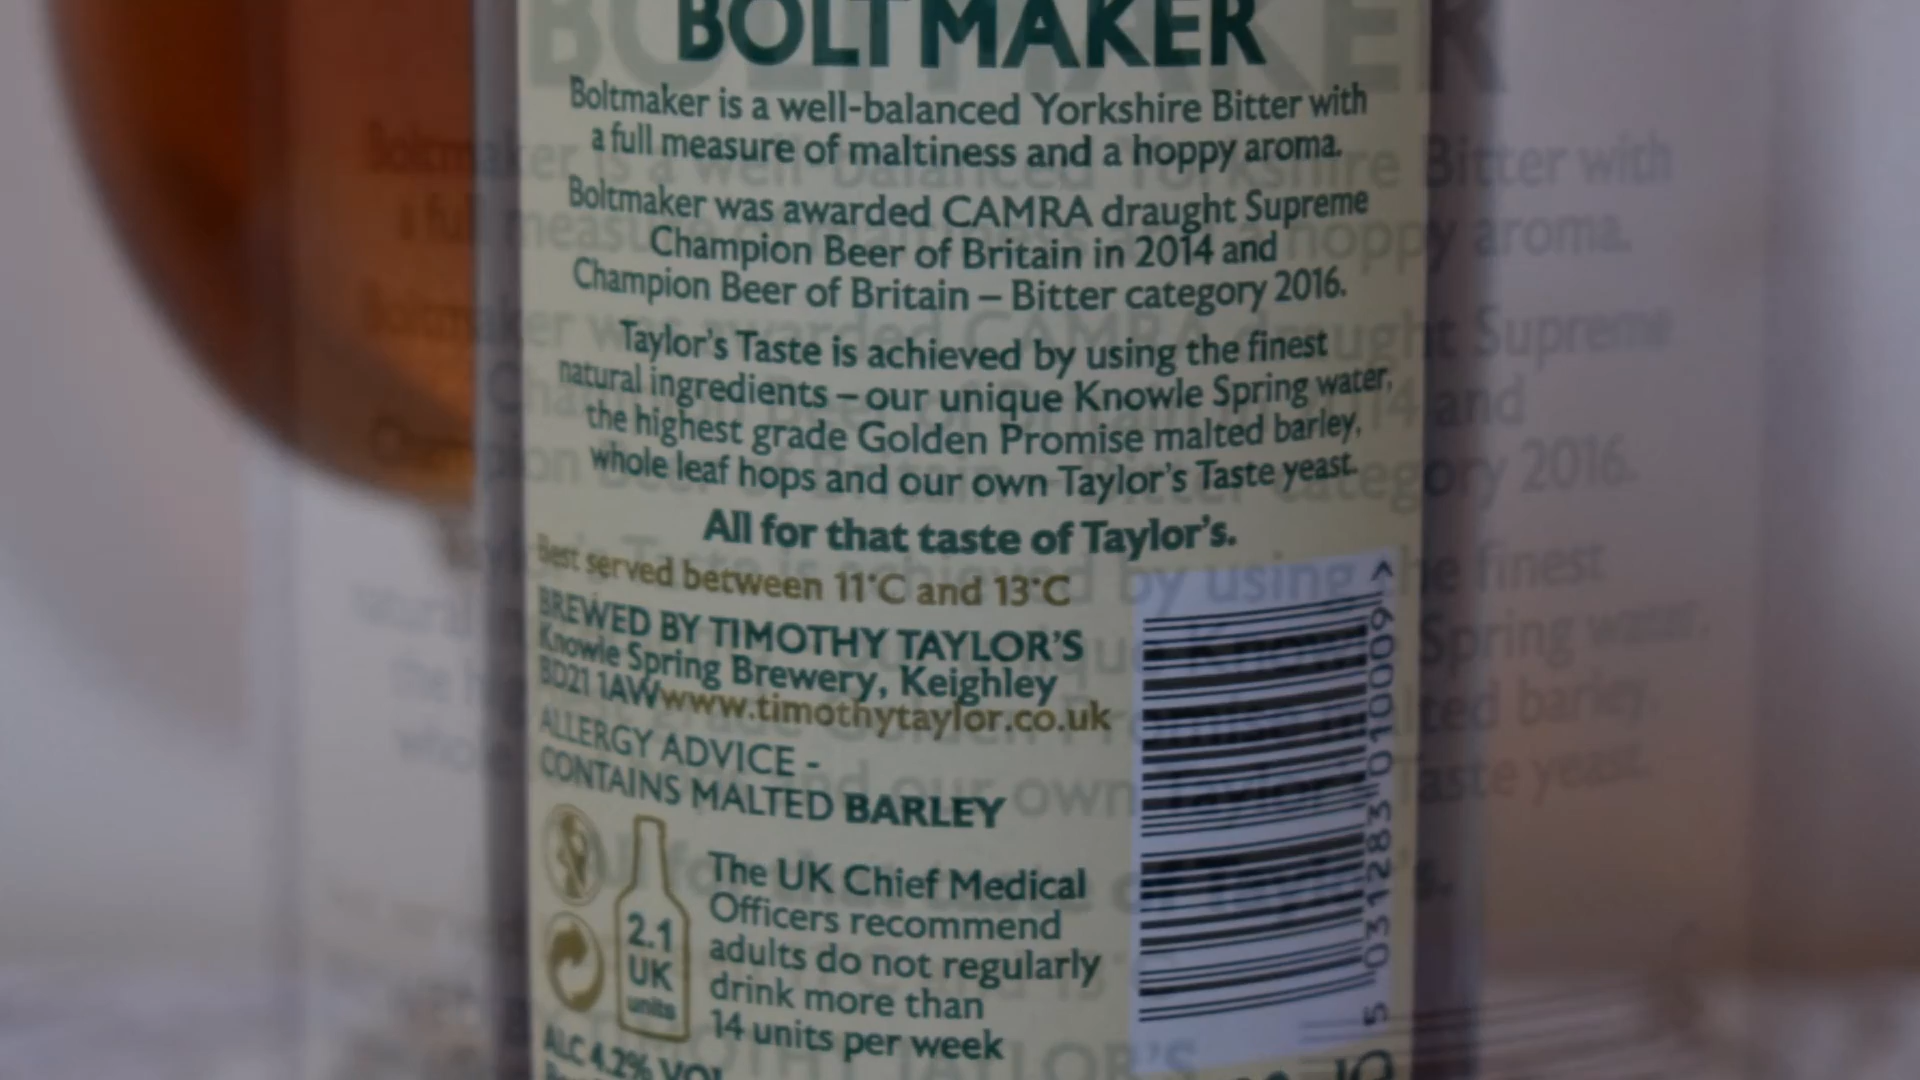 BOLTMAKER
Boltmaker is a well-balanced Yorkshire Bitter with
a full measure of maltiness and a hoppy aroma.
Boltmaker was awarded CAMRA draught Supreme
Champion Beer of Britain in 2014 and
Champion Beer of Britain – Bitter category 2016.
Taylor's Taste is achieved by using the finest
natural ingredients – our unique Knowle Spring water,
the highest grade Golden Promise malted barley,
whole leaf hops and our own Taylor's Taste yeast.
All for that taste of Taylor's.
Best served between 11°C and 13°C
BREWED BY TIMOTHY TAYLOR'S
Knowle Spring Brewery, Keighley
BD21 1AW www.timothytaylor.co.uk
ALLERGY ADVICE -
CONTAINS MALTED BARLEY
2.1
UK
units
The UK Chief Medical
Officers recommend
adults do not regularly
drink more than
14 units per week
ALC 4.2% VOL
5 031283 010009 >